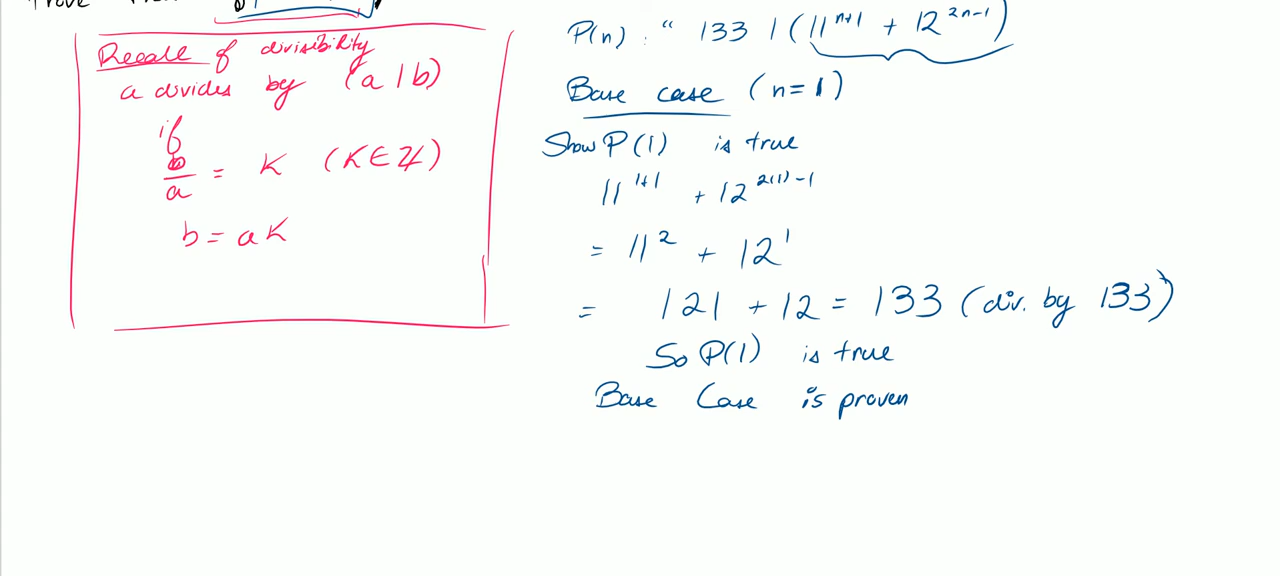 Prove
Recall of divisibility
a divides by (a | b)
if
b/a = K (K ∈ ℤ)
b = aK
P(n) : " 133 | (11^{n+1} + 12^{2n-1})
Base case (n=1)
Show P(1) is true
11^{1+1} + 12^{2(1)-1}
= 11^2 + 12^1
= 121 + 12 = 133 (div. by 133)
So P(1) is true
Base Case is proven